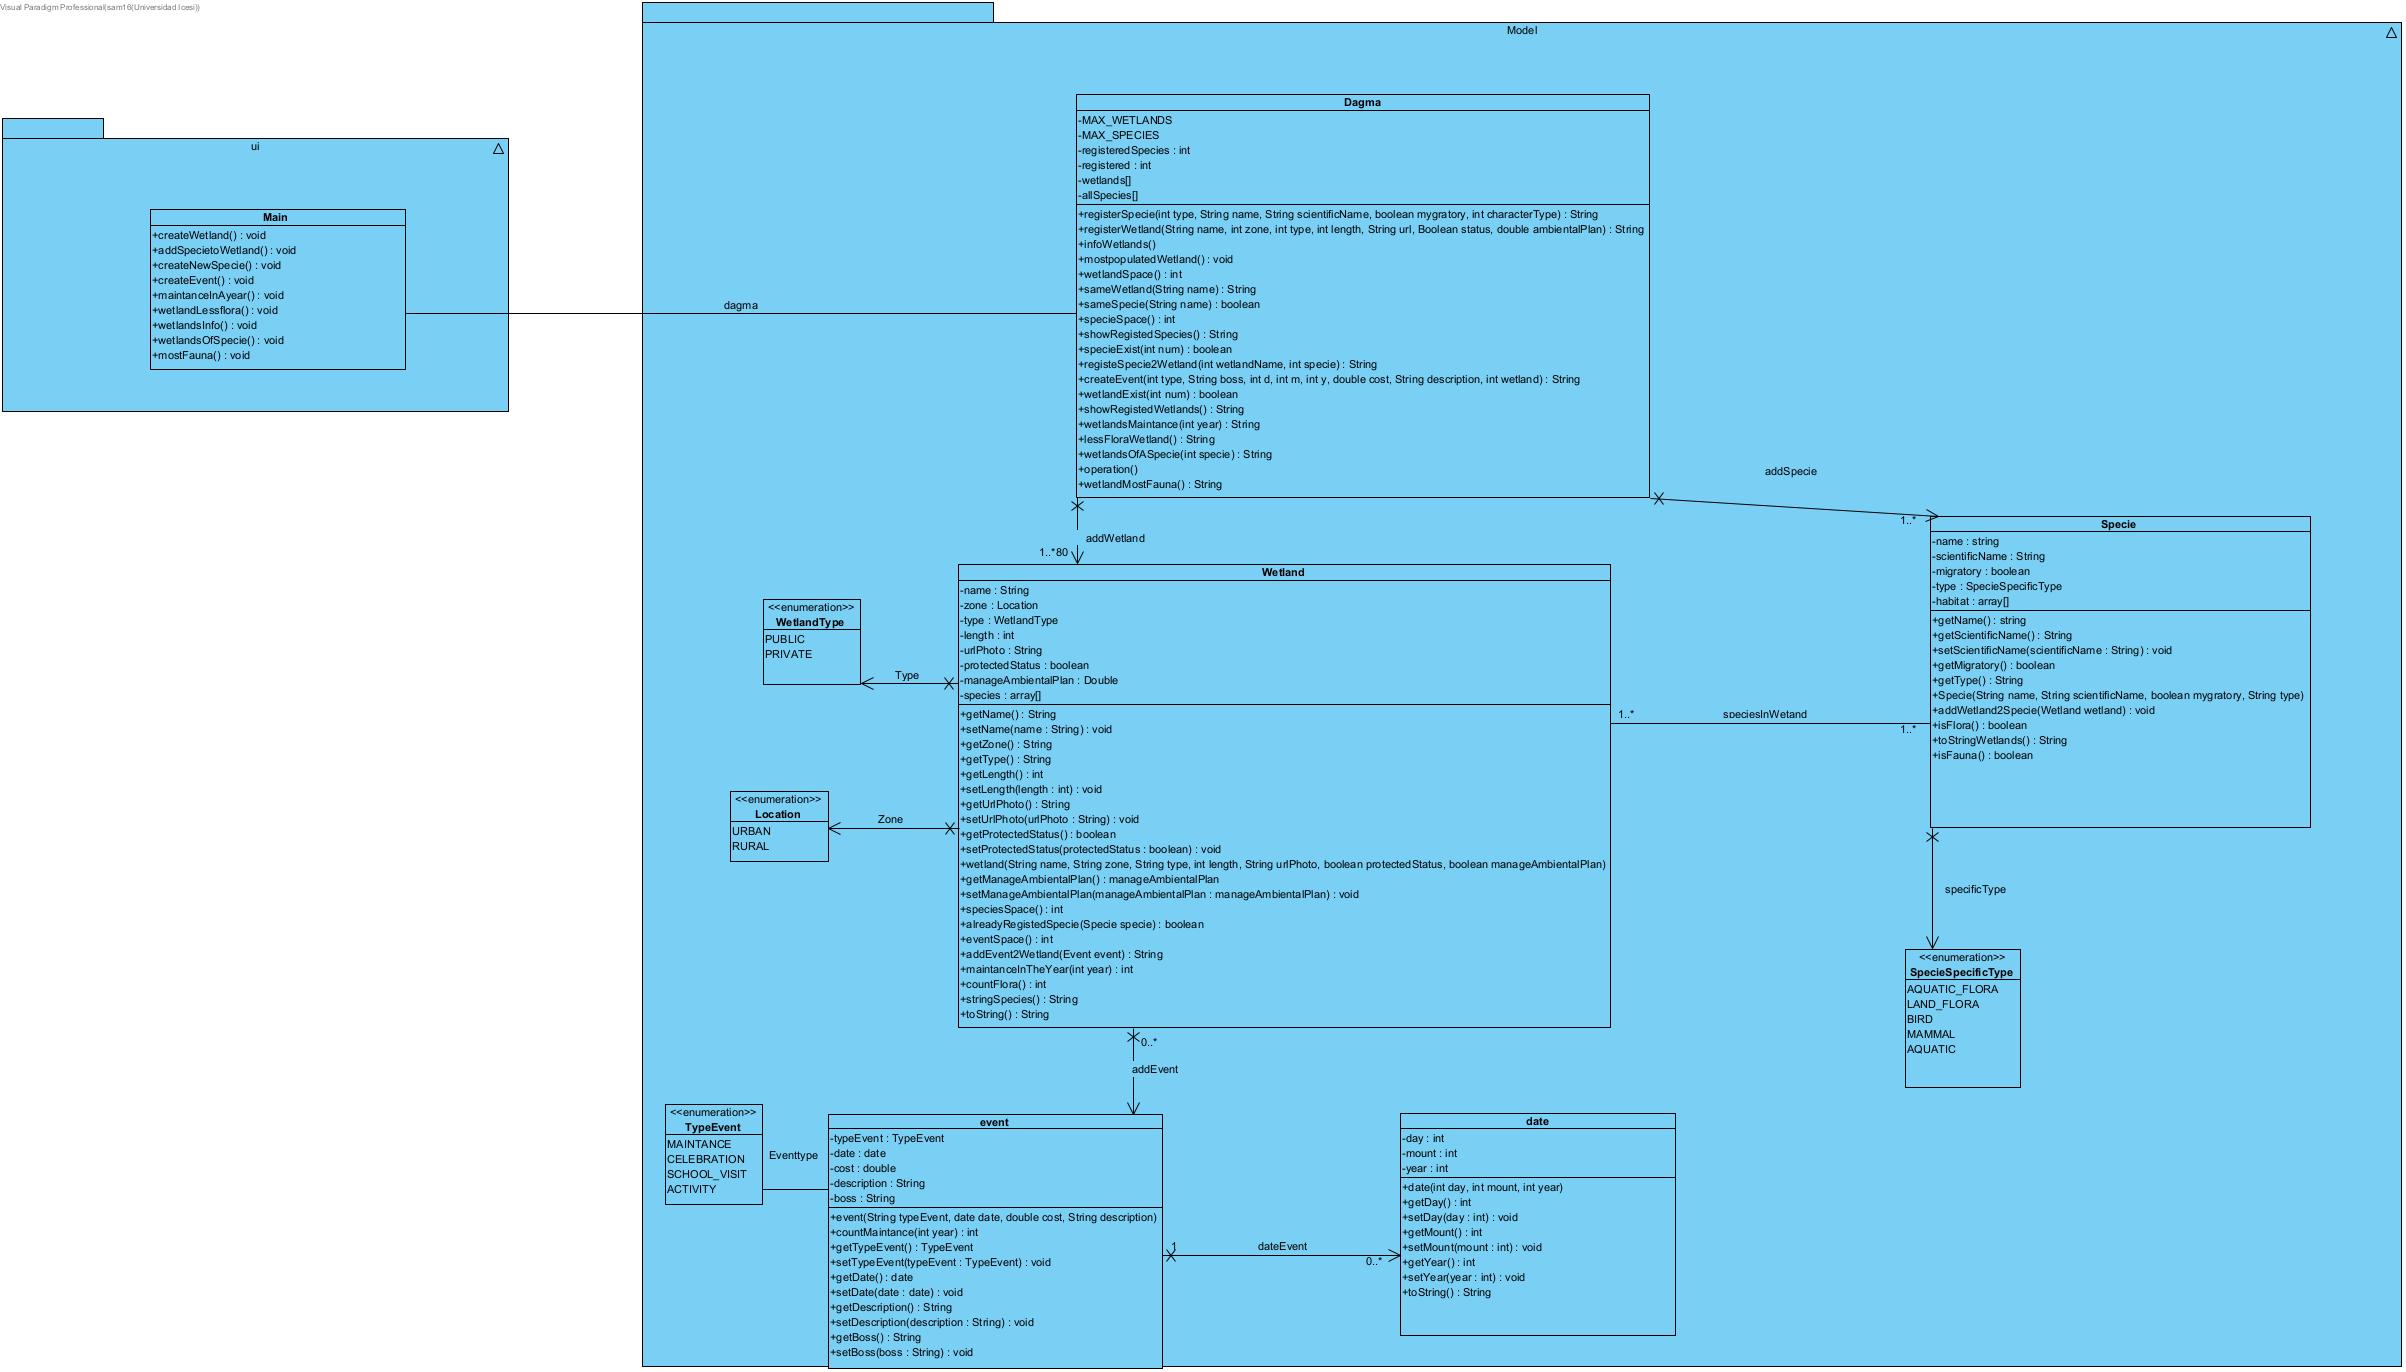 Visual Paradigm Professional(sam16(Universidad Icesi))
ui
Main
+createWetland() : void
+addSpecietoWetland() : void
+createNewSpecie() : void
+createEvent() : void
+maintanceInAyear() : void
+wetlandLessflora() : void
+wetlandsInfo() : void
+wetlandsOfSpecie() : void
+mostFauna() : void
dagma
Model
Dagma
-MAX_WETLANDS
-MAX_SPECIES
-registeredSpecies : int
-registered : int
-wetlands[]
-allSpecies[]
+registerSpecie(int type, String name, String scientificName, boolean mygratory, int characterType) : String
+registerWetland(String name, int zone, int type, int length, String url, Boolean status, double ambientalPlan) : String
+infoWetlands()
+mostpopulatedWetland() : void
+wetlandSpace() : int
+sameWetland(String name) : String
+sameSpecie(String name) : boolean
+specieSpace() : int
+showRegistedSpecies() : String
+specieExist(int num) : boolean
+registeSpecie2Wetland(int wetlandName, int specie) : String
+createEvent(int type, String boss, int d, int m, int y, double cost, String description, int wetland) : String
+wetlandExist(int num) : boolean
+showRegistedWetlands() : String
+wetlandsMaintance(int year) : String
+lessFloraWetland() : String
+wetlandsOfASpecie(int specie) : String
+operation()
+wetlandMostFauna() : String
addSpecie
1..*
addWetland
1..*80
Specie
-name : string
-scientificName : String
-migratory : boolean
-type : SpecieSpecificType
-habitat : array[]
+getName() : string
+getScientificName() : String
+setScientificName(scientificName : String) : void
+getMigratory() : boolean
+getType() : String
+Specie(String name, String scientificName, boolean mygratory, String type)
+addWetland2Specie(Wetland wetland) : void
+isFlora() : boolean
+toStringWetlands() : String
+isFauna() : boolean
Wetland
-name : String
-zone : Location
-type : WetlandType
-length : int
-urlPhoto : String
-protectedStatus : boolean
-manageAmbientalPlan : Double
-species : array[]
+getName() : String
+setName(name : String) : void
+getZone() : String
+getType() : String
+getLength() : int
+setLength(length : int) : void
+getUrlPhoto() : String
+setUrlPhoto(urlPhoto : String) : void
+getProtectedStatus() : boolean
+setProtectedStatus(protectedStatus : boolean) : void
+wetland(String name, String zone, String type, int length, String urlPhoto, boolean protectedStatus, boolean manageAmbientalPlan)
+getManageAmbientalPlan() : manageAmbientalPlan
+setManageAmbientalPlan(manageAmbientalPlan : manageAmbientalPlan) : void
+speciesSpace() : int
+alreadyRegistedSpecie(Specie specie) : boolean
+eventSpace() : int
+addEvent2Wetland(Event event) : String
+maintanceInTheYear(int year) : int
+countFlora() : int
+stringSpecies() : String
+toString() : String
<<enumeration>>
WetlandType
PUBLIC
PRIVATE
Type
<<enumeration>>
Location
URBAN
RURAL
Zone
1..*
speciesInWetand
1..*
specificType
<<enumeration>>
SpecieSpecificType
AQUATIC_FLORA
LAND_FLORA
BIRD
MAMMAL
AQUATIC
0..*
addEvent
<<enumeration>>
TypeEvent
MAINTANCE
CELEBRATION
SCHOOL_VISIT
ACTIVITY
Eventtype
event
-typeEvent : TypeEvent
-date : date
-cost : double
-description : String
-boss : String
+event(String typeEvent, date date, double cost, String description)
+countMaintance(int year) : int
+getTypeEvent() : TypeEvent
+setTypeEvent(typeEvent : TypeEvent) : void
+getDate() : date
+setDate(date : date) : void
+getDescription() : String
+setDescription(description : String) : void
+getBoss() : String
+setBoss(boss : String) : void
1
dateEvent
0..*
date
-day : int
-mount : int
-year : int
+date(int day, int mount, int year)
+getDay() : int
+setDay(day : int) : void
+getMount() : int
+setMount(mount : int) : void
+getYear() : int
+setYear(year : int) : void
+toString() : String